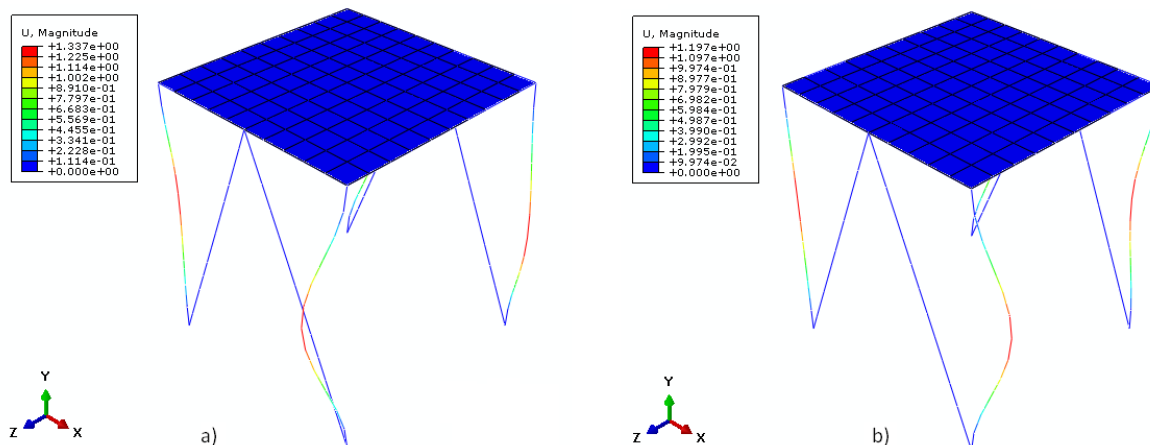 U, Magnitude
+1.337e+00
+1.225e+00
+1.114e+00
+1.002e+00
+8.910e-01
+7.797e-01
+6.683e-01
+5.569e-01
+4.455e-01
+3.341e-01
+2.228e-01
+1.114e-01
+0.000e+00
Y
Z
X
a)
U, Magnitude
+1.197e+00
+1.097e+00
+9.974e-01
+8.977e-01
+7.979e-01
+6.982e-01
+5.984e-01
+4.987e-01
+3.990e-01
+2.992e-01
+1.995e-01
+9.974e-02
+0.000e+00
Y
Z
X
b)